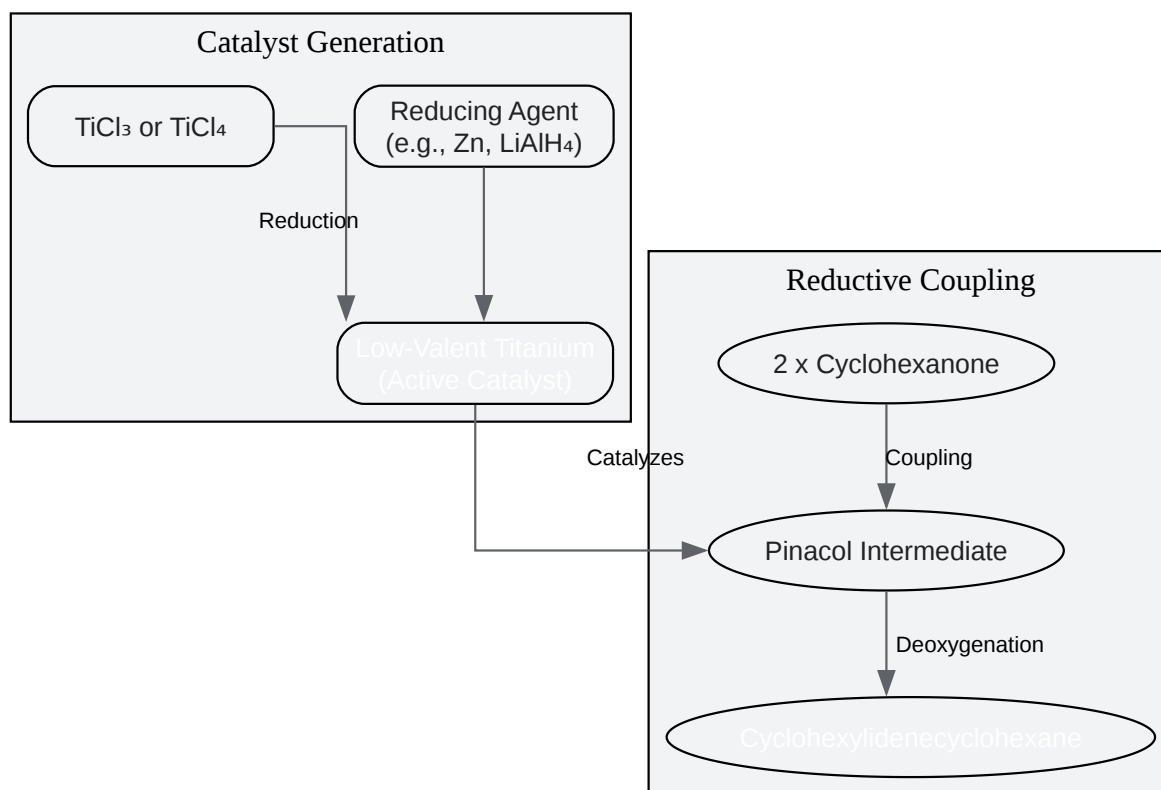 Catalyst Generation
TiCl₃ or TiCl₄
Reducing Agent
(e.g., Zn, LiAlH₄)
Reduction
Low-Valent Titanium
(Active Catalyst)
Reductive Coupling
2 x Cyclohexanone
Catalyzes
Coupling
Pinacol Intermediate
Deoxygenation
Cyclohexylidenecyclohexane